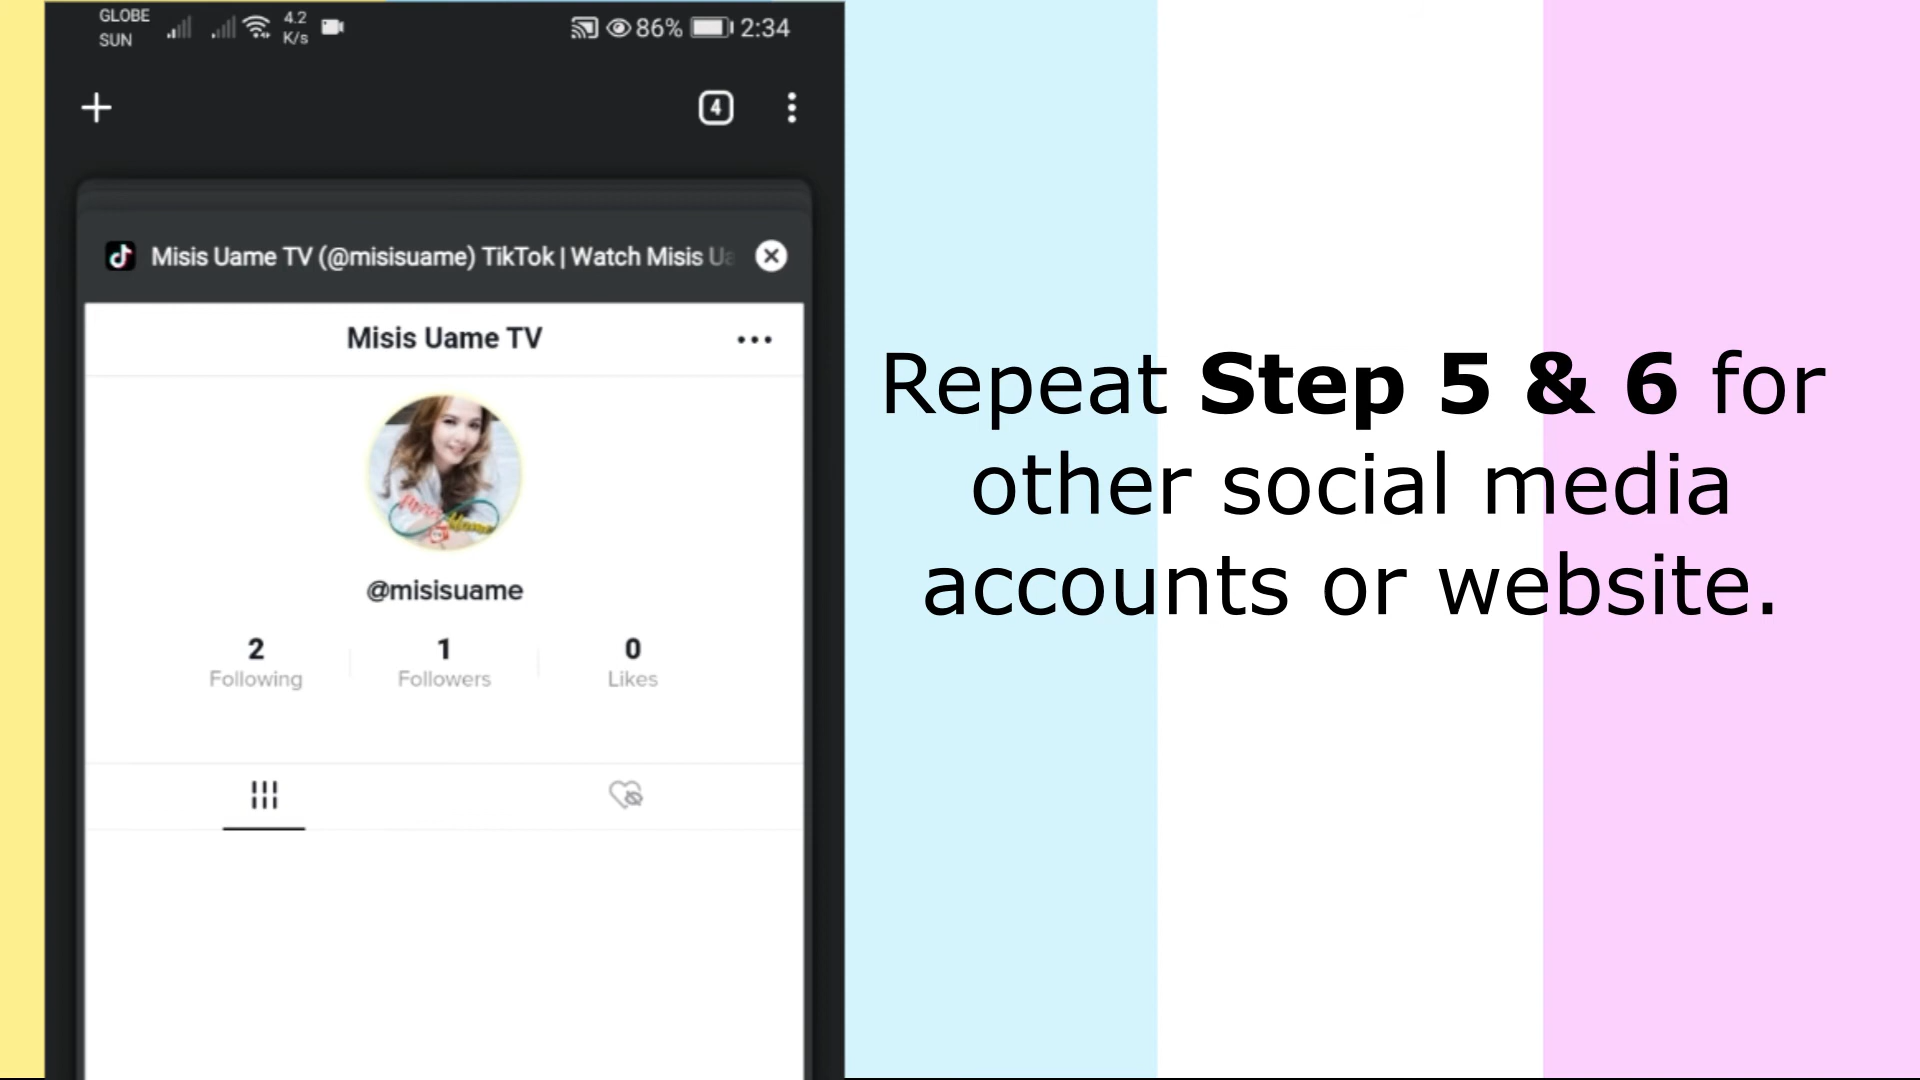 GLOBE
SUN
4.2
K/s
86%
2:34
4
Misis Uame TV (@misisuame) TikTok | Watch Misis Ua
Misis Uame TV
@misisuame
2 1 0
Following Followers Likes
Repeat Step 5 & 6 for
other social media
accounts or website.